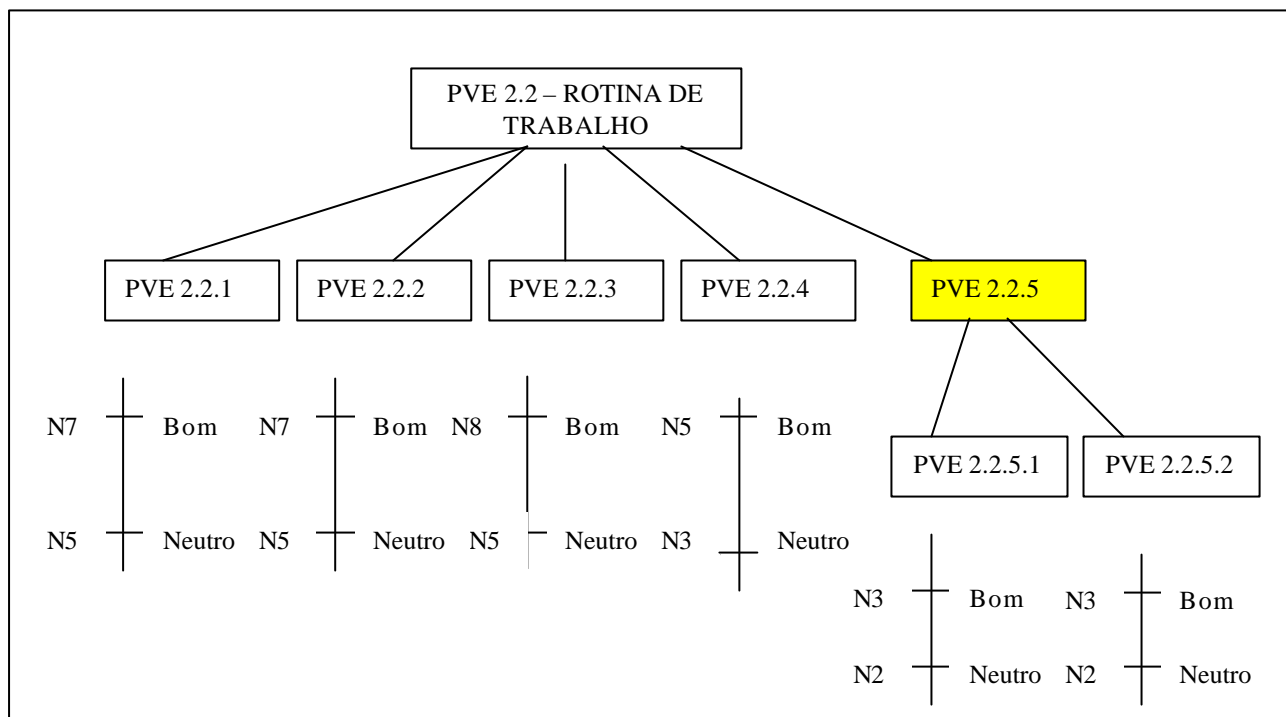 PVE 2.2 – ROTINA DE
TRABALHO
PVE 2.2.1 PVE 2.2.2 PVE 2.2.3 PVE 2.2.4 PVE 2.2.5
N7 Bom N7 Bom N8 Bom N5 Bom
PVE 2.2.5.1 PVE 2.2.5.2
N5 Neutro N5 Neutro N5 Neutro N3 Neutro
N3 Bom N3 Bom
N2 Neutro N2 Neutro